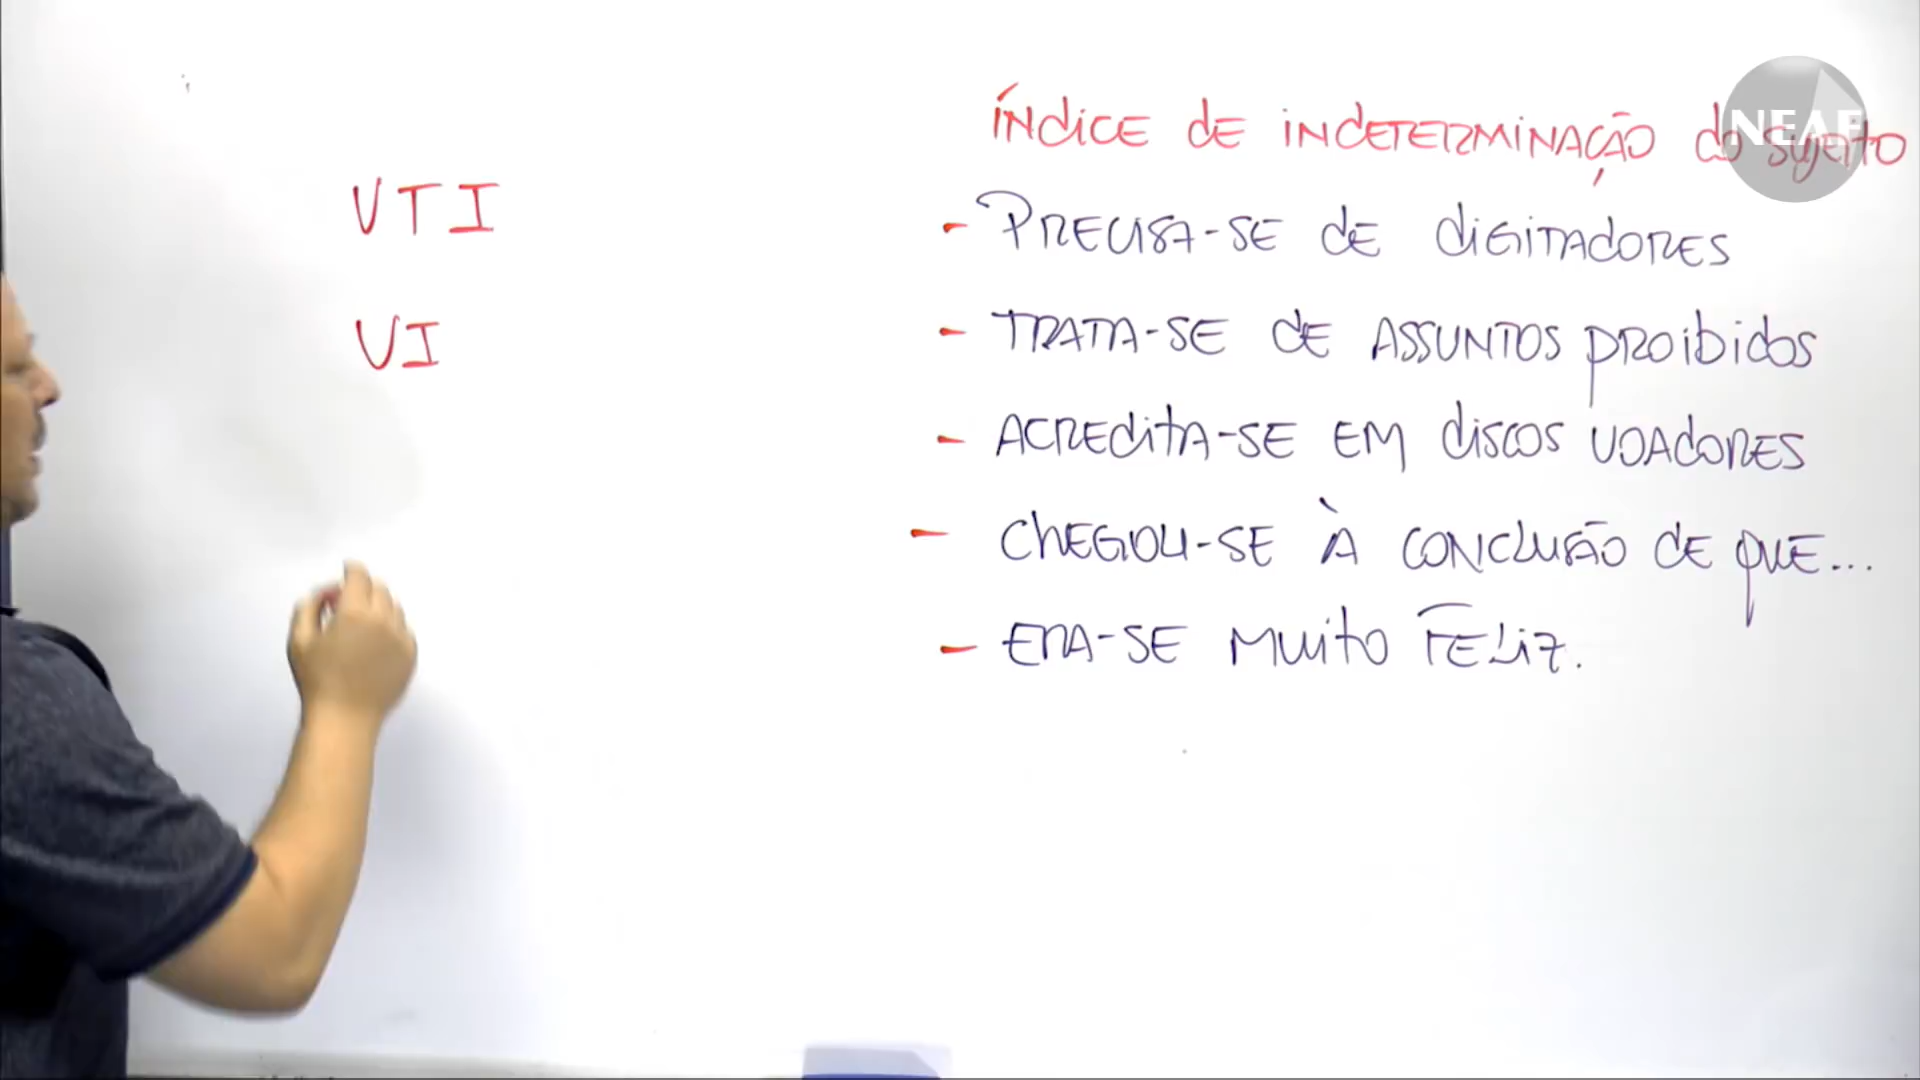 VTI
VI
ÍNDICE DE INDETERMINAÇÃO do sujeito
NEAF
- PRECISA-SE DE DIGITADORES
- TRATA-SE DE ASSUNTOS PROIBIDOS
- ACREDITA-SE EM DISCOS VOADORES
- CHEGOU-SE À CONCLUSÃO DE QUE...
- ERA-SE MUITO FELIZ.